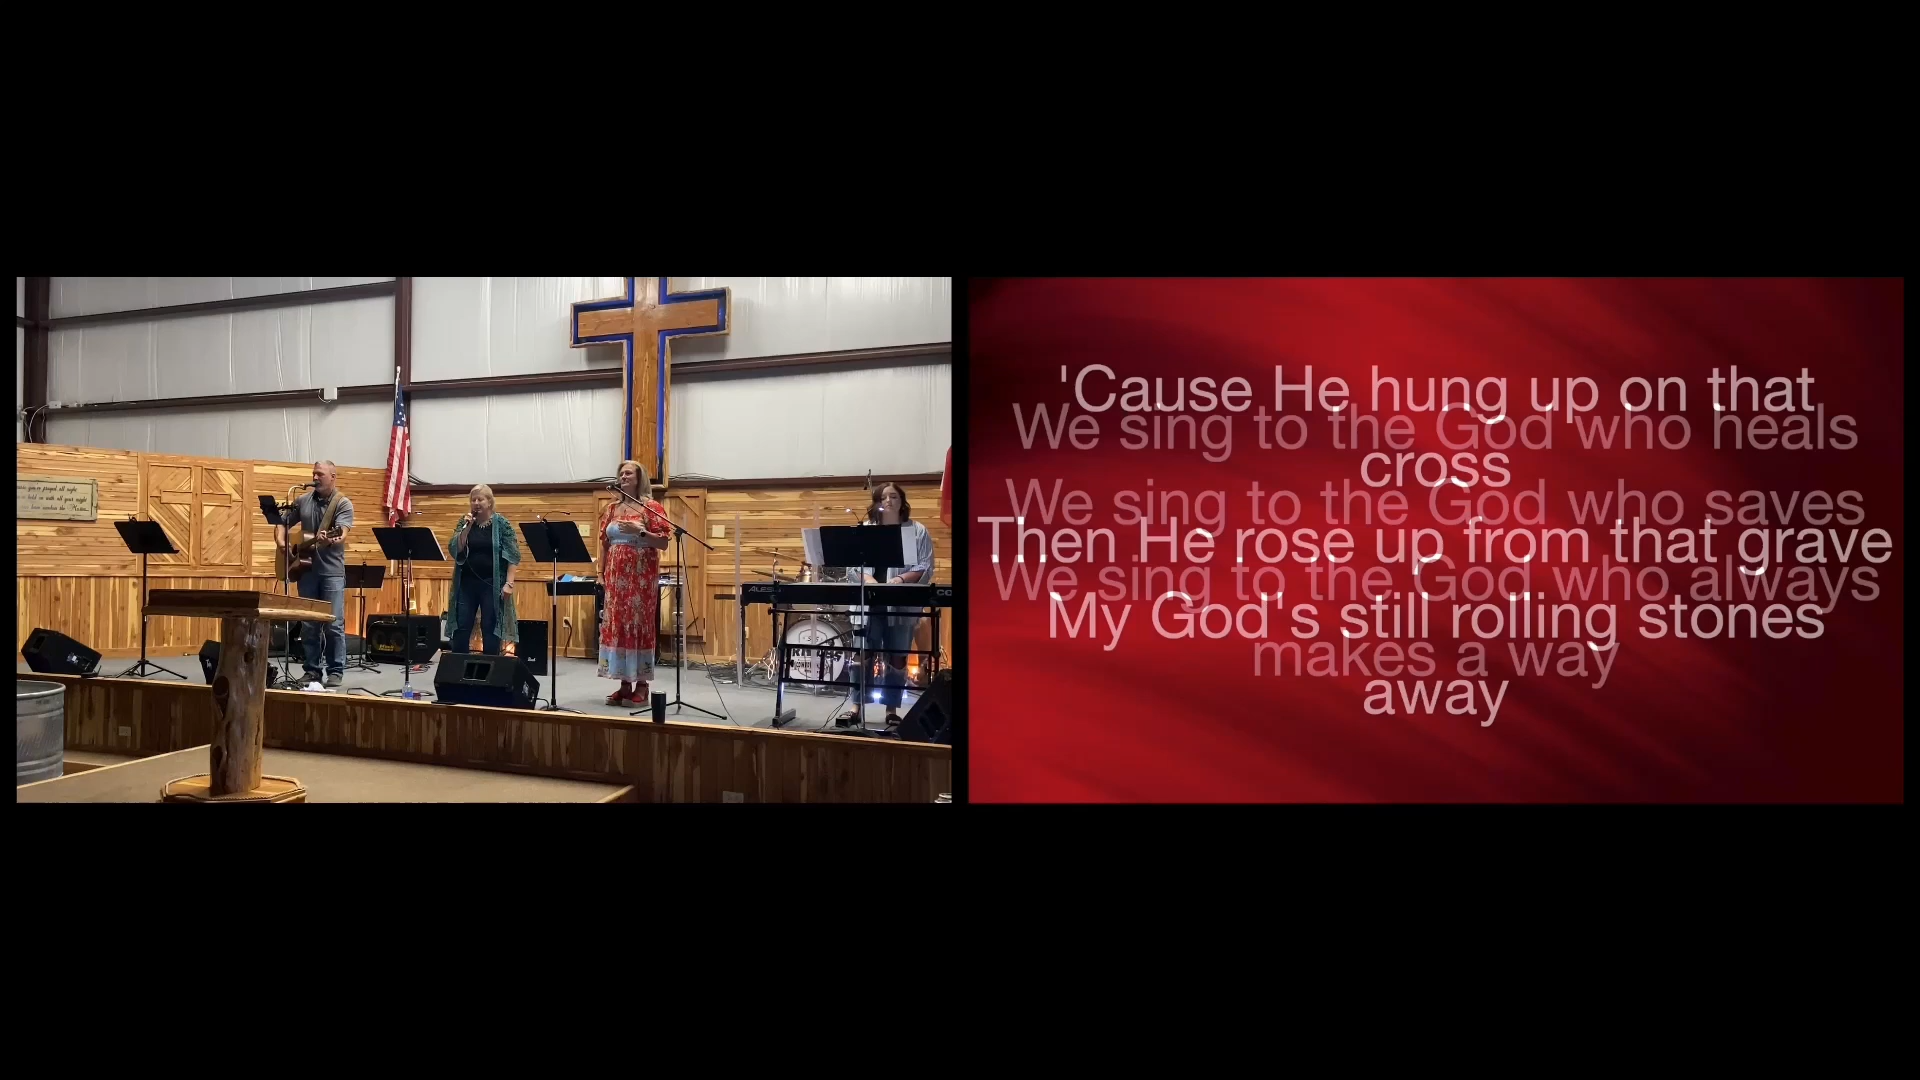 'Cause He hung up on that
We sing to the God who heals
cross
We sing to the God who saves
Then He rose up from that grave
We sing to the God who always
My God's still rolling stones
makes a way
away
ALESIS